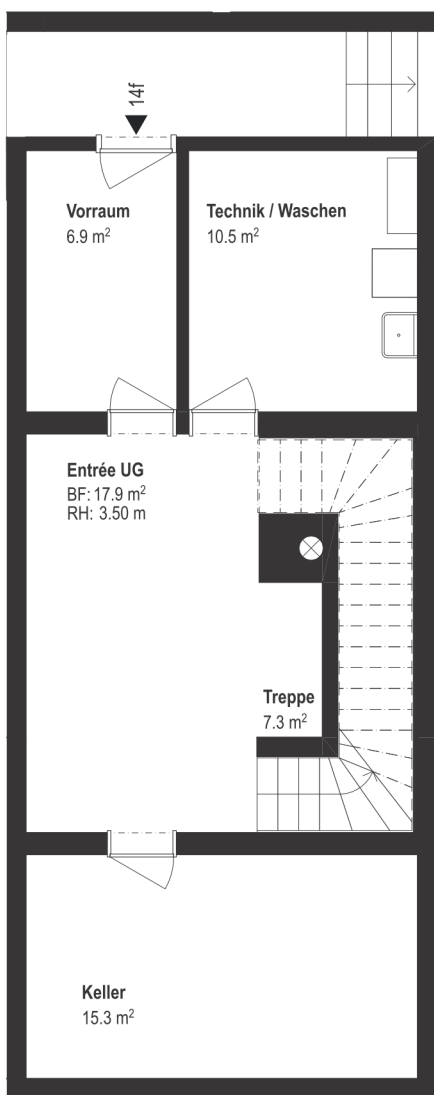 14f
Vorraum
6.9 m²
Technik / Waschen
10.5 m²
Entrée UG
BF: 17.9 m²
RH: 3.50 m
Treppe
7.3 m²
Keller
15.3 m²